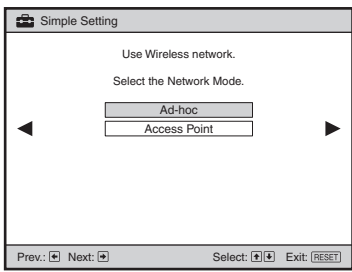 Simple Setting
Use Wireless network.
Select the Network Mode.
Ad-hoc
Access Point
Prev.: Next: Select: Exit: RESET